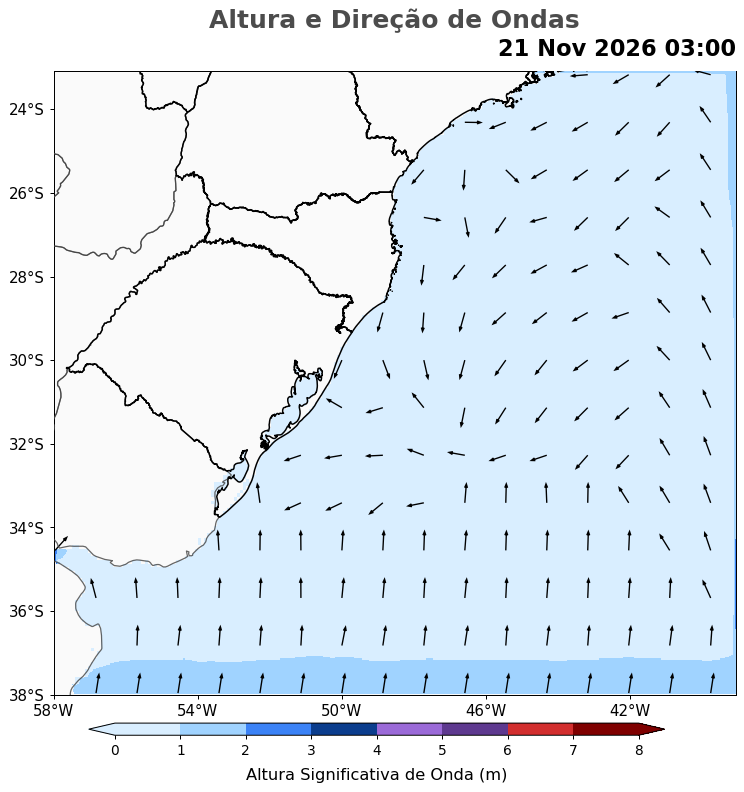 Altura e Direção de Ondas
21 Nov 2026 03:00
24°S
26°S
28°S
30°S
32°S
34°S
36°S
38°S
58°W 54°W 50°W 46°W 42°W
0 1 2 3 4 5 6 7 8
Altura Significativa de Onda (m)